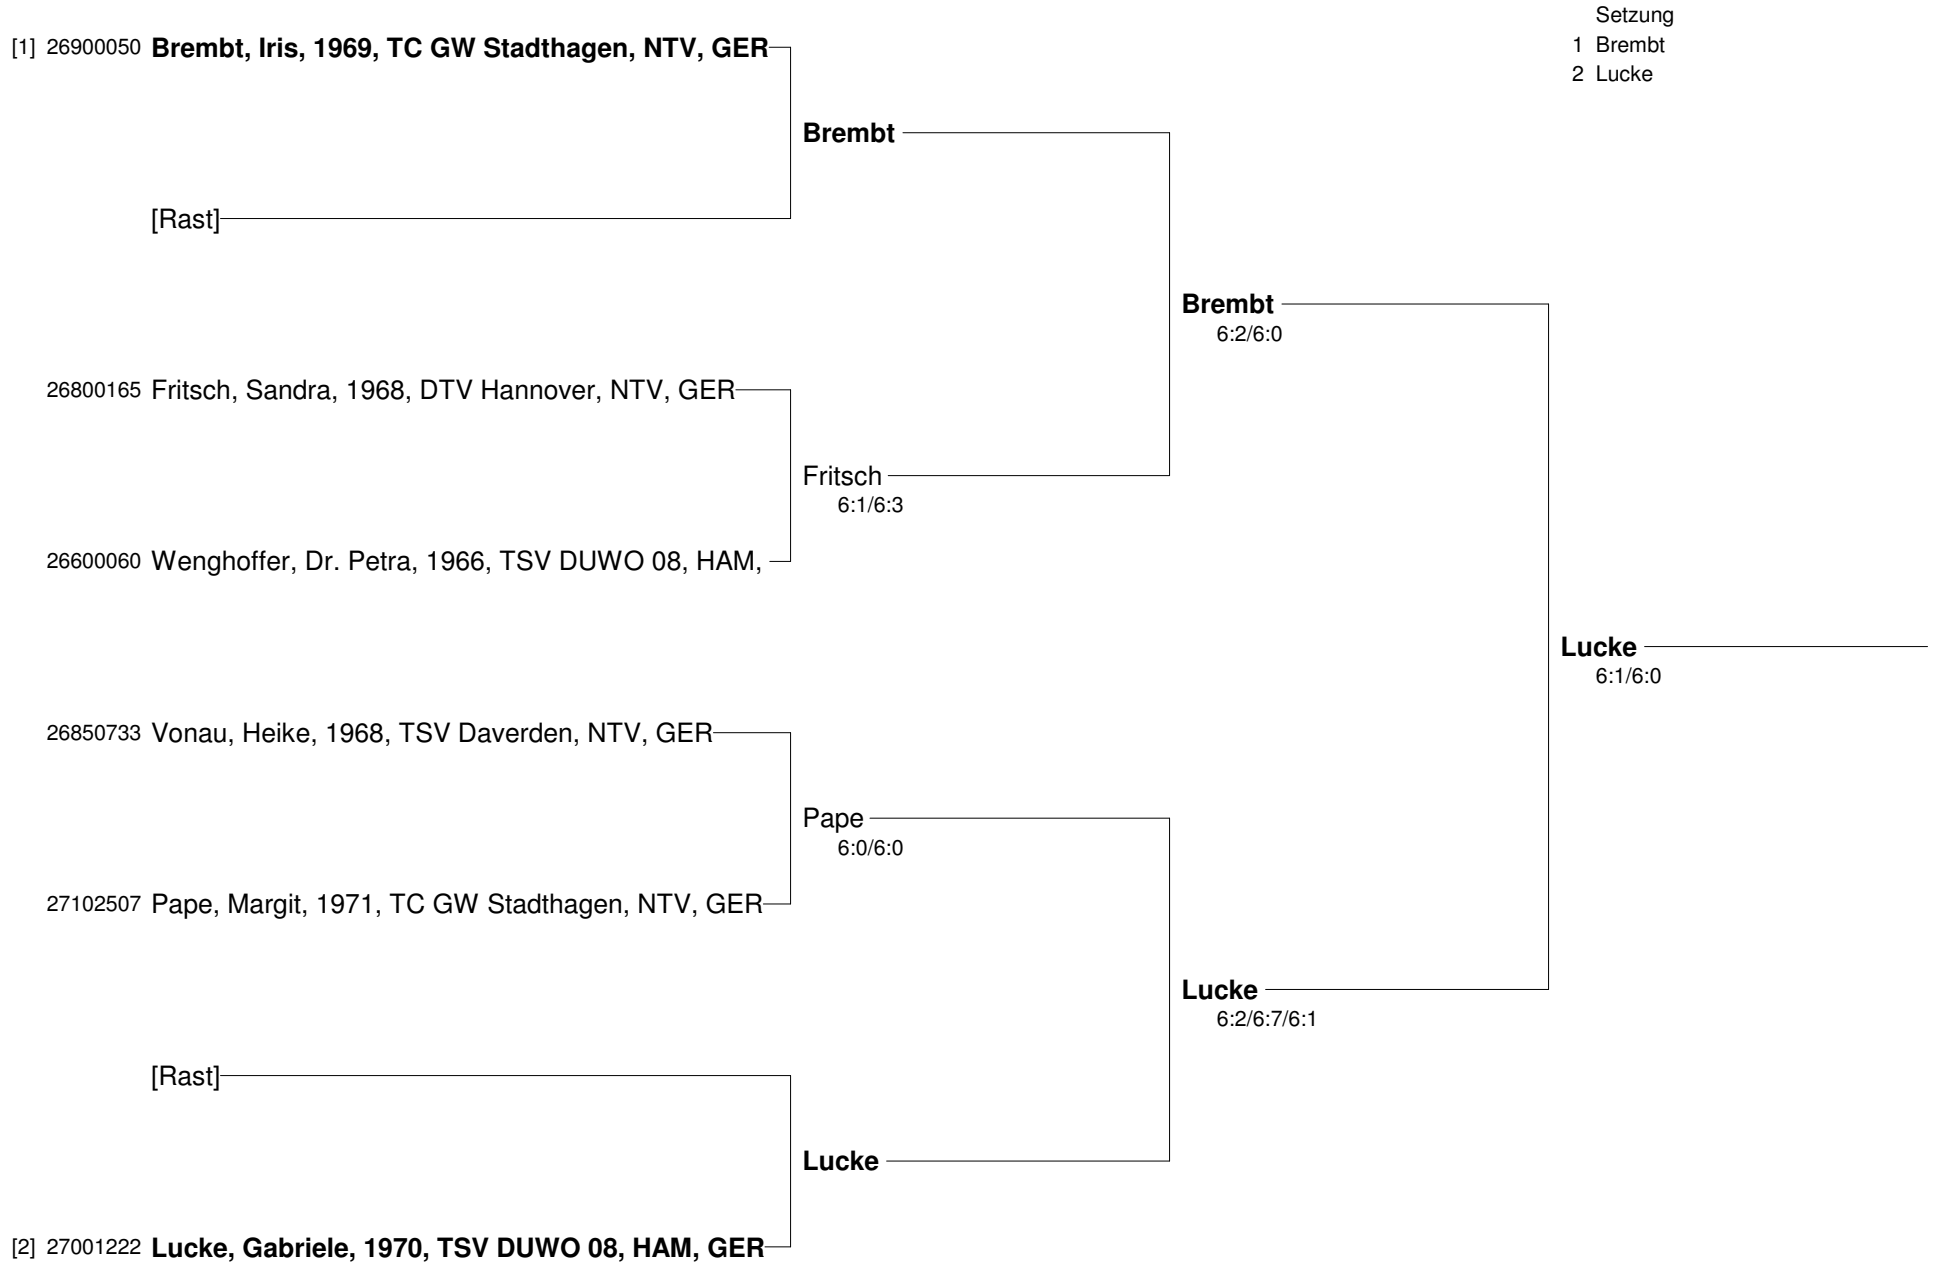 Setzung
1 Brembt
2 Lucke
[1] 26900050 Brembt, Iris, 1969, TC GW Stadthagen, NTV, GER
Brembt
[Rast]
Brembt
6:2/6:0
26800165 Fritsch, Sandra, 1968, DTV Hannover, NTV, GER
Fritsch
6:1/6:3
26600060 Wenghoffer, Dr. Petra, 1966, TSV DUWO 08, HAM,
Lucke
6:1/6:0
26850733 Vonau, Heike, 1968, TSV Daverden, NTV, GER
Pape
6:0/6:0
27102507 Pape, Margit, 1971, TC GW Stadthagen, NTV, GER
Lucke
6:2/6:7/6:1
[Rast]
Lucke
[2] 27001222 Lucke, Gabriele, 1970, TSV DUWO 08, HAM, GER